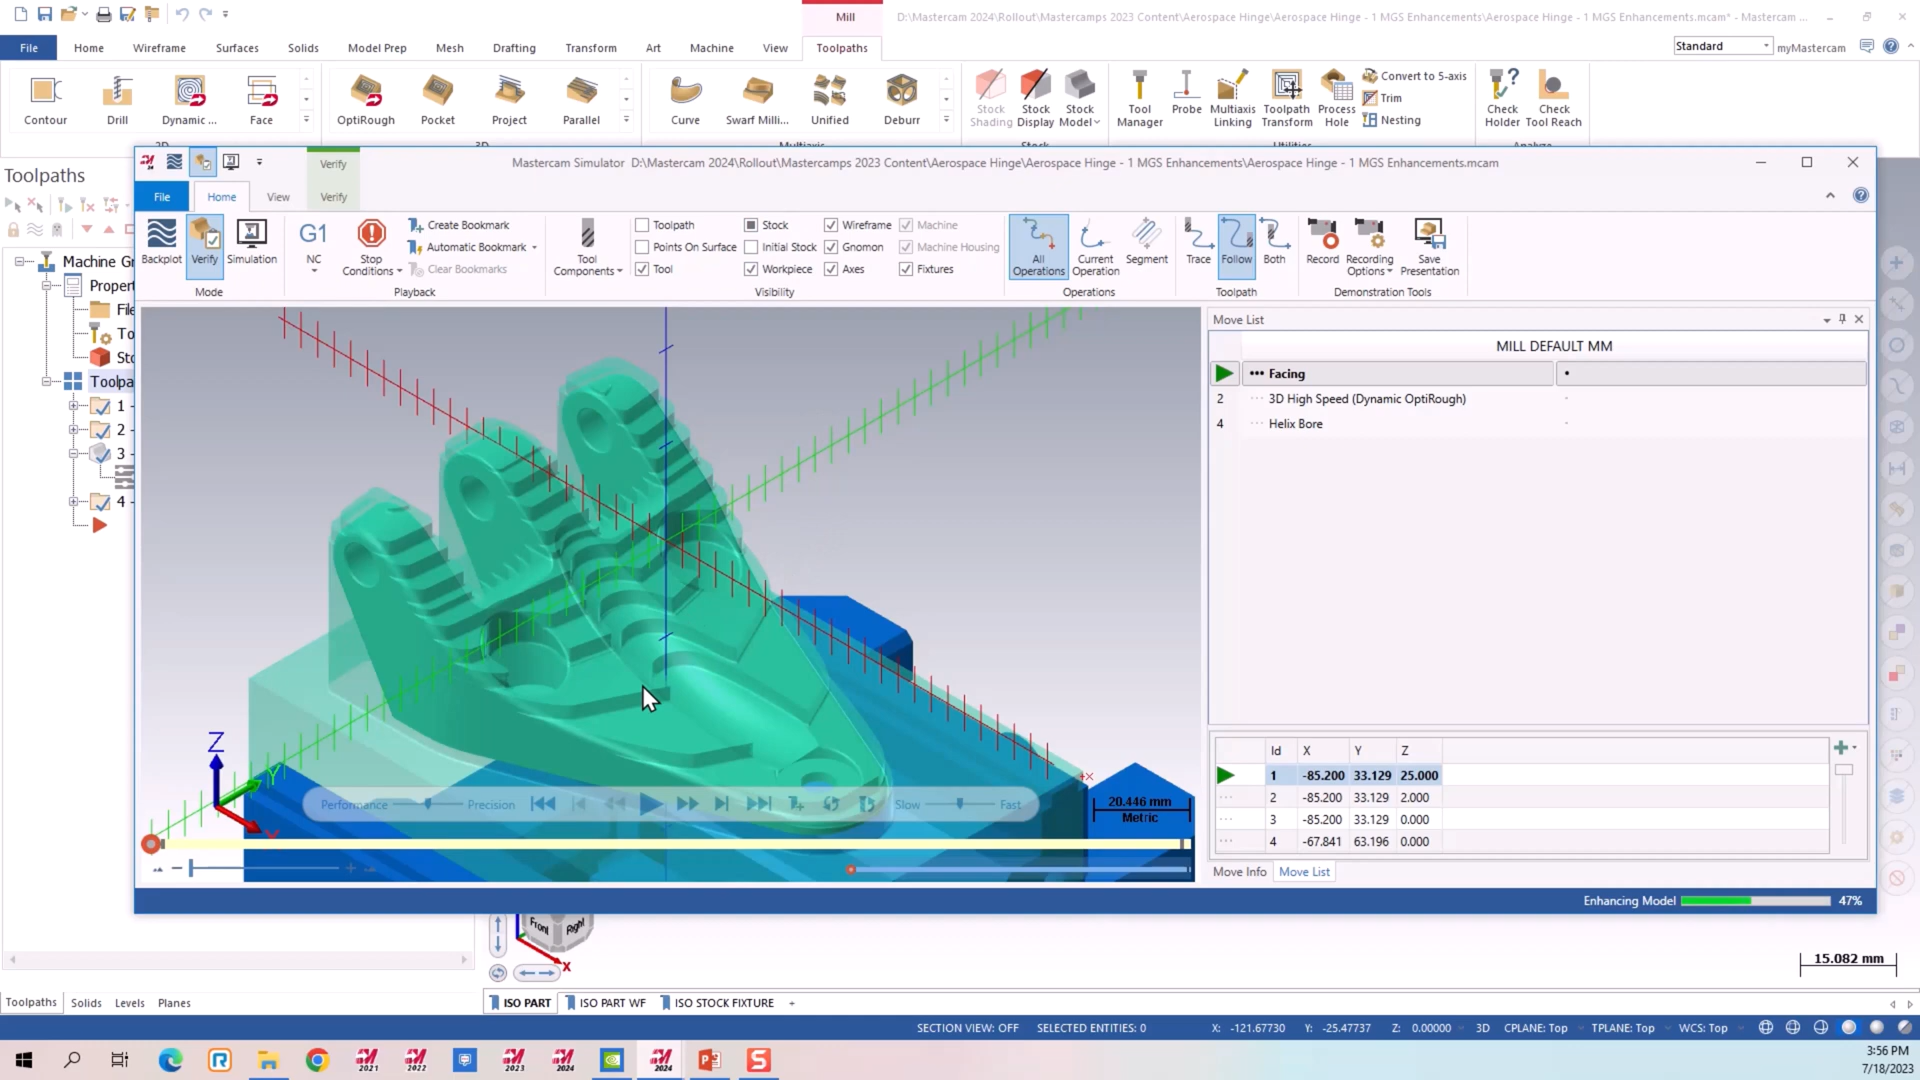 Mill
D:\Mastercam 2024\Rollout\Mastercamps 2023 Content\Aerospace Hinge\Aerospace Hinge - 1 MGS Enhancements\Aerospace Hinge - 1 MGS Enhancements.mcam* - Mastercam ...
File Home Wireframe Surfaces Solids Model Prep Mesh Drafting Transform Art Machine View Toolpaths
Standard myMastercam
Contour Drill Dynamic ... Face OptiRough Pocket Project Parallel Curve Swarf Milli... Unified Deburr
Stock Shading
Stock Display
Stock Model
Tool Manager
Probe
Multiaxis Linking
Toolpath Transform
Process Hole
Convert to 5-axis
Trim
Nesting
Check Holder
Check Tool Reach
Toolpaths
Mastercam Simulator D:\Mastercam 2024\Rollout\Mastercamps 2023 Content\Aerospace Hinge\Aerospace Hinge - 1 MGS Enhancements\Aerospace Hinge - 1 MGS Enhancements.mcam
Verify
File Home View Verify
Backplot Verify Simulation
Mode
G1
NC
Stop Conditions
Create Bookmark
Automatic Bookmark
Clear Bookmarks
Playback
Tool Components
Toolpath Stock Wireframe Machine
Points On Surface Initial Stock Gnomon Machine Housing
Tool Workpiece Axes Fixtures
Visibility
All Operations
Current Operation
Segment
Operations
Trace Follow Both
Toolpath
Record
Recording Options
Save Presentation
Demonstration Tools
Machine Gr
Propert
File
To
Sto
Toolpa
1
2
3
4
Move List
MILL DEFAULT MM
Facing
2 3D High Speed (Dynamic OptiRough)
4 Helix Bore
Z
Y
X
Performance Precision Slow Fast
20.446 mm
Metric
Id X Y Z
1 -85.200 33.129 25.000
2 -85.200 33.129 2.000
3 -85.200 33.129 0.000
4 -67.841 63.196 0.000
Move Info Move List
Enhancing Model 47%
Front Right
X
15.082 mm
Toolpaths Solids Levels Planes
ISO PART ISO PART WF ISO STOCK FIXTURE +
SECTION VIEW: OFF SELECTED ENTITIES: 0 X: -121.67730 Y: -25.47737 Z: 0.00000 3D CPLANE: Top TPLANE: Top WCS: Top
2021 2022 2023 2024 2024
3:56 PM
7/18/2023